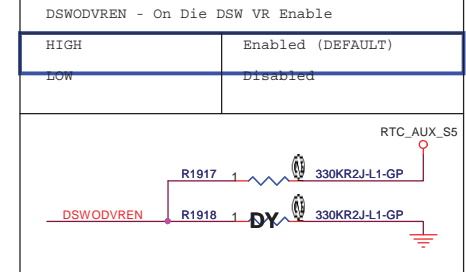 DSWODVREN - On Die DSW VR Enable
HIGH Enabled (DEFAULT)
LOW Disabled
RTC_AUX_S5
R1917 1 330KR2J-L1-GP
DSWODVREN R1918 1 DY 330KR2J-L1-GP